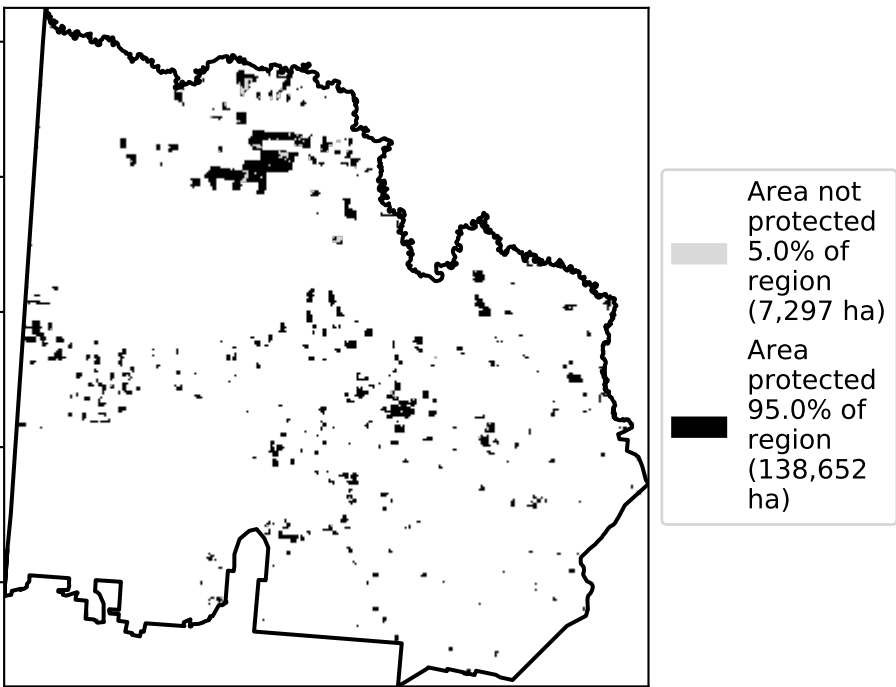 Area not
protected
5.0% of
region
(7,297 ha)
Area
protected
95.0% of
region
(138,652
ha)